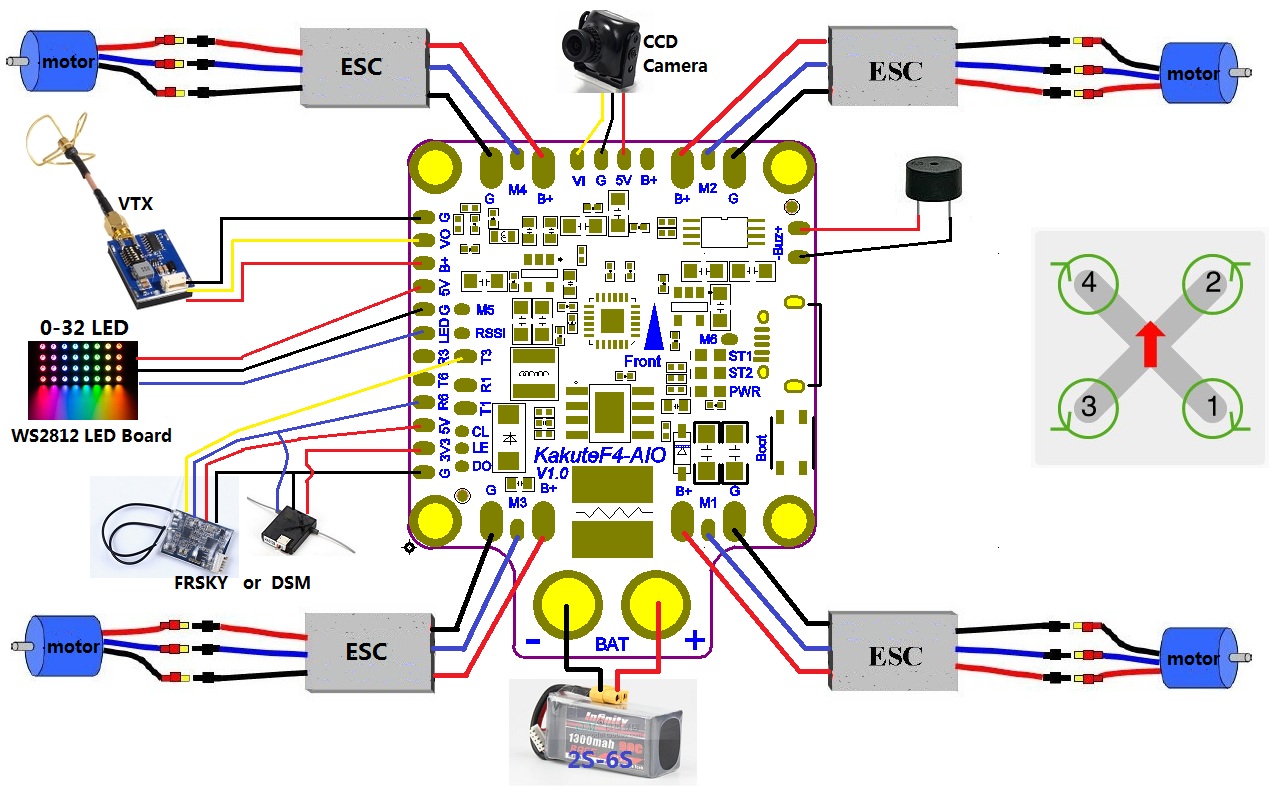 motor
ESC
CCD
Camera
ESC
motor
VTX
G
M4
B+
VI
G
5V
B+
B+
M2
G
G
VO
B+
5V
G
LED
R3
T6
R6
5V
3V3
G
M5
RSSI
T3
R1
T1
CL
LE
DO
-Buz+
Front
M6
ST1
ST2
PWR
Boot
KakuteF4-AIO
V1.0
G
M3
B+
B+
M1
G
- BAT +
0-32 LED
WS2812 LED Board
FRSKY or DSM
4
2
3
1
motor
ESC
ESC
motor
Infinity
1300mah
2S-6S